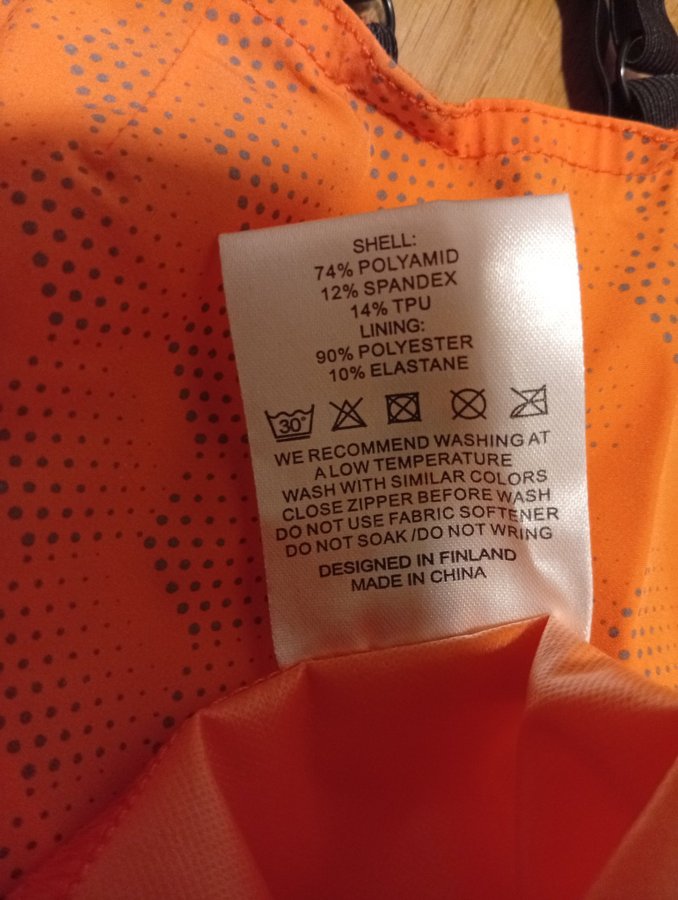 SHELL:
74% POLYAMID
12% SPANDEX
14% TPU
LINING:
90% POLYESTER
10% ELASTANE
30°
WE RECOMMEND WASHING AT
A LOW TEMPERATURE
WASH WITH SIMILAR COLORS
CLOSE ZIPPER BEFORE WASH
DO NOT USE FABRIC SOFTENER
DO NOT SOAK /DO NOT WRING
DESIGNED IN FINLAND
MADE IN CHINA